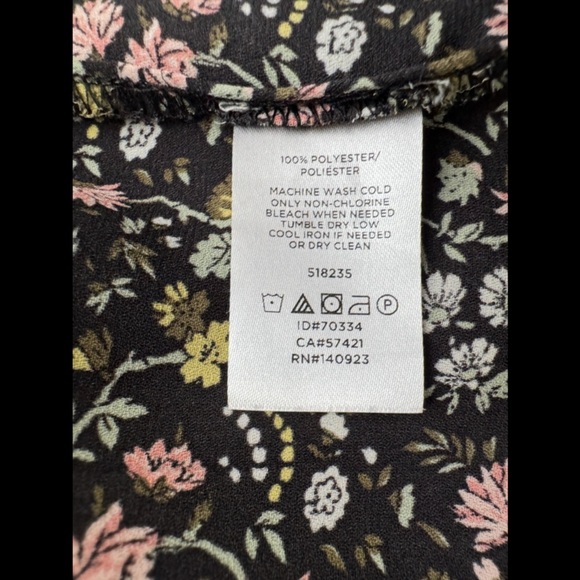 100% POLYESTER/
POLIÉSTER
MACHINE WASH COLD
ONLY NON-CHLORINE
BLEACH WHEN NEEDED
TUMBLE DRY LOW
COOL IRON IF NEEDED
OR DRY CLEAN
518235
P
ID#70334
CA#57421
RN#140923